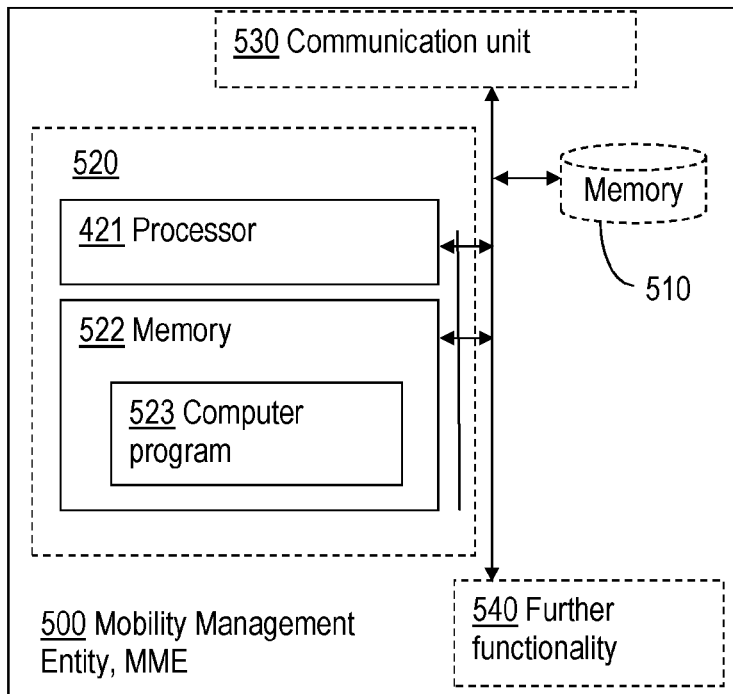 530 Communication unit
520
Memory
421 Processor
510
522 Memory
523 Computer
program
500 Mobility Management
Entity, MME
540 Further
functionality